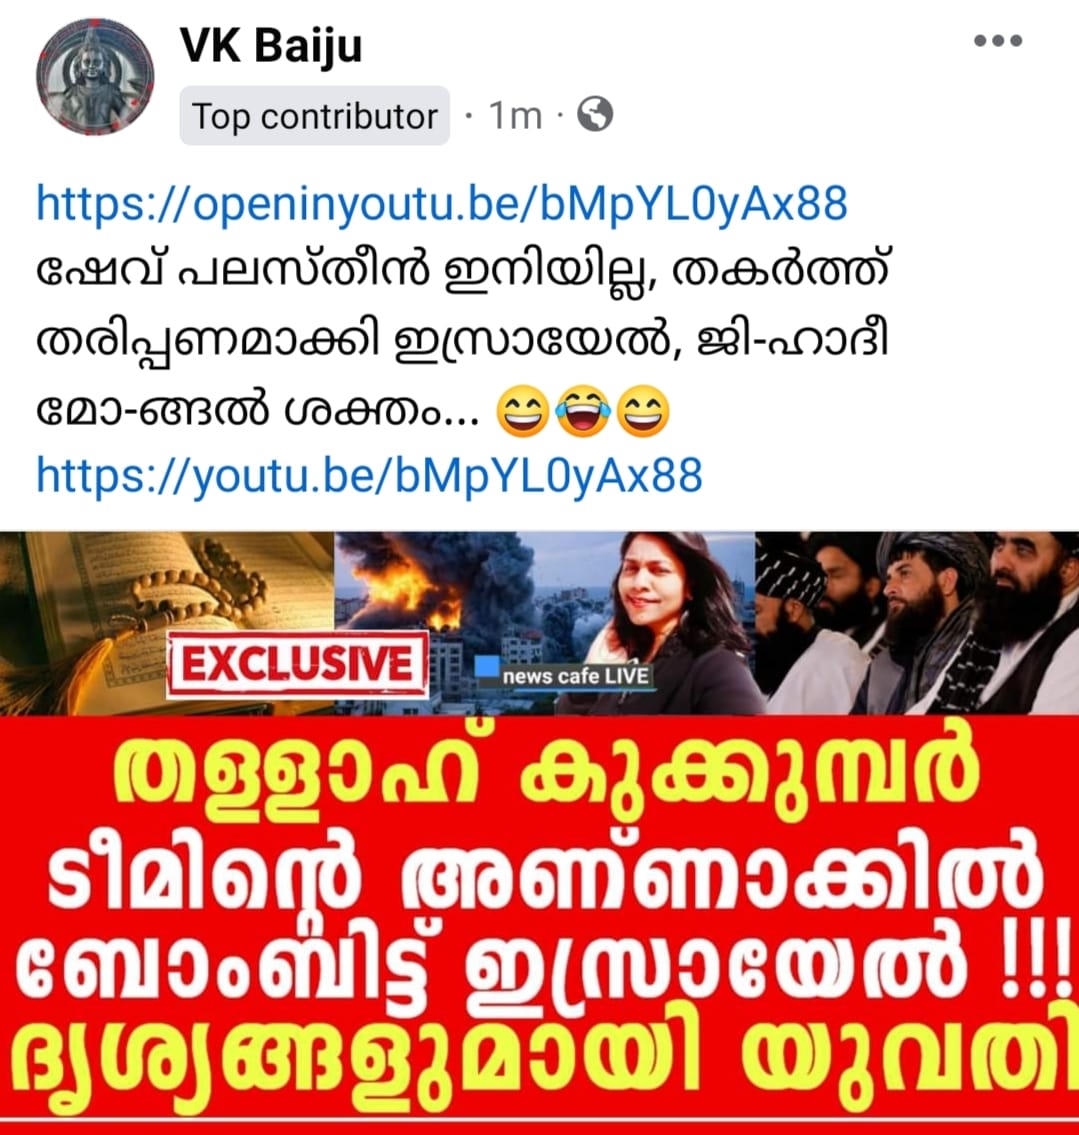 VK Baiju
Top contributor · 1m ·
https://openinyoutu.be/bMpYL0yAx88
ഷേവ് പലസ്തീൻ ഇനിയില്ല, തകർത്ത്
തരിപ്പണമാക്കി ഇസ്രായേൽ, ജി-ഹാദീ
മോ-ങ്ങൽ ശക്തം... 😄😂😄
https://youtu.be/bMpYL0yAx88
EXCLUSIVE
news cafe LIVE
തള്ളാഹ് കുക്കുമ്പർ
ടീമിന്റെ അണ്ണാക്കിൽ
ബോംബിട്ട് ഇസ്രായേൽ !!!
ദൃശ്യങ്ങളുമായി യുവതി